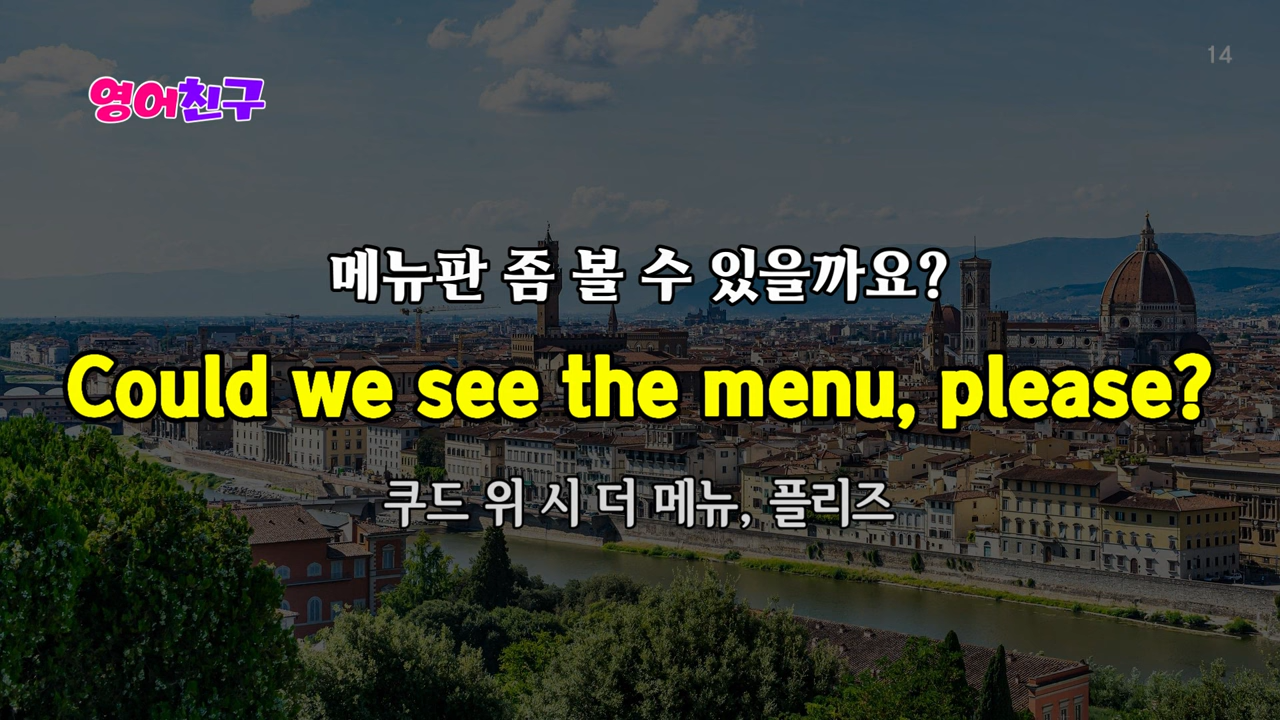 14
영어친구
메뉴판 좀 볼 수 있을까요?
Could we see the menu, please?
쿠드 위 시 더 메뉴, 플리즈